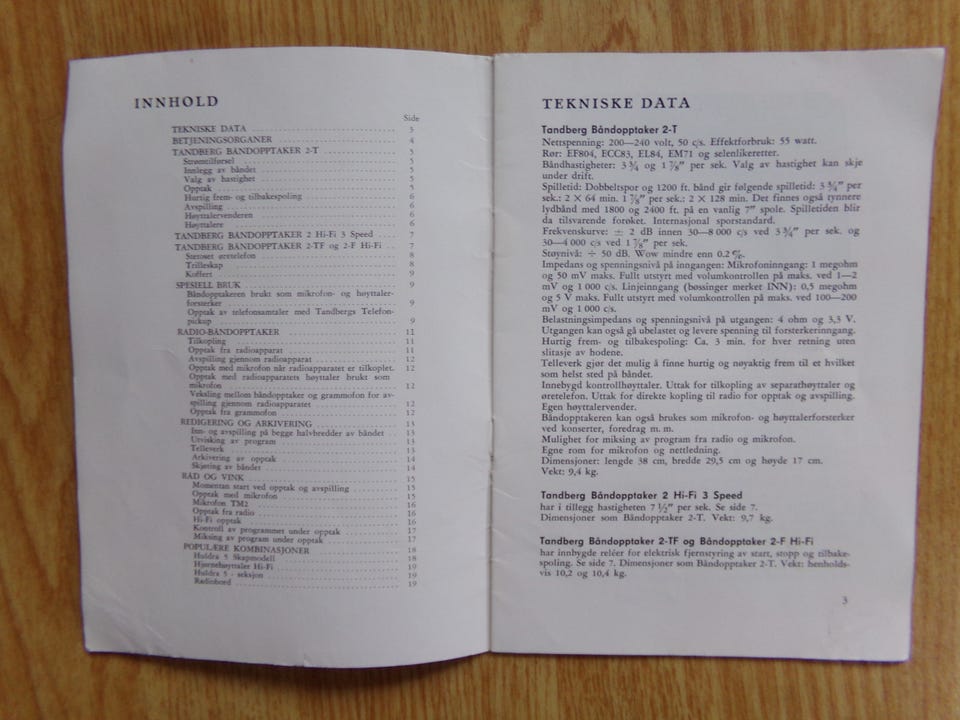 INNHOLD
Side
TEKNISKE DATA 3
BETJENINGSORGANER 4
TANDBERG BÅNDOPPTAKER 2-T 5
Strømtilførsel 5
Innlegg av båndet 5
Valg av hastighet 5
Opptak 5
Hurtig frem- og tilbakespoling 6
Avspilling 6
Høyttalervenderen 6
Høyttalere 6
TANDBERG BÅNDOPPTAKER 2 Hi-Fi 3 Speed 7
TANDBERG BÅNDOPPTAKER 2-TF og 2-F Hi-Fi 7
Stetoset øretelefon 8
Trilleskap 8
Koffert 9
SPESIELL BRUK 9
Båndopptakeren brukt som mikrofon- og høyttaler-
forsterker 9
Opptak av telefonsamtaler med Tandbergs Telefon-
pickup 9
RADIO-BÅNDOPPTAKER 11
Tilkopling 11
Opptak fra radioapparat 11
Avspilling gjennom radioapparat 12
Opptak med mikrofon når radioapparatet er tilkoplet. 12
Opptak med radioapparatets høyttaler brukt som
mikrofon 12
Veksling mellom båndopptaker og grammofon for av-
spilling gjennom radioapparatet 12
Opptak fra grammofon 12
REDIGERING OG ARKIVERING 13
Inn- og avspilling på begge halvbredder av båndet 13
Utvisking av program 13
Telleverk 13
Arkivering av opptak 14
Skjøting av båndet 14
RÅD OG VINK 15
Momentan start ved opptak og avspilling 15
Opptak med mikrofon 15
Mikrofon TM2 16
Opptak fra radio 16
Hi-Fi opptak 16
Kontroll av programmet under opptak 17
Miksing av program under opptak 17
POPULÆRE KOMBINASJONER 18
Huldra 5 Skapmodell 18
Hjørnehøyttaler Hi-Fi 19
Huldra 5 - seksjon 19
Radiobord 19
TEKNISKE DATA
Tandberg Båndopptaker 2-T
Nettspenning: 200—240 volt, 50 c/s. Effektforbruk: 55 watt.
Rør: EF804, ECC83, EL84, EM71 og selenlikeretter.
Båndhastigheter: 3 ¾ og 1 ⅞" per sek. Valg av hastighet kan skje
under drift.
Spilletid: Dobbeltspor og 1200 ft. bånd gir følgende spilletid: 3 ¾" per
sek.: 2 X 64 min. 1 ⅞" per sek.: 2 X 128 min. Det finnes også tynnere
lydbånd med 1800 og 2400 ft. på en vanlig 7" spole. Spilletiden blir
da tilsvarende forøket. Internasjonal sporstandard.
Frekvenskurve: ± 2 dB innen 30—8 000 c/s ved 3 ¾" per sek. og
30—4 000 c/s ved 1 ⅞" per sek.
Støynivå: ÷ 50 dB. Wow mindre enn 0.2 %.
Impedans og spenningsnivå på inngangen: Mikrofoninngang: 1 megohm
og 50 mV maks. Fullt utstyrt med volumkontrollen på maks. ved 1—2
mV og 1 000 c/s. Linjeinngang (bøssinger merket INN): 0,5 megohm
og 5 V maks. Fullt utstyrt med volumkontrollen på maks. ved 100—200
mV og 1 000 c/s.
Belastningsimpedans og spenningsnivå på utgangen: 4 ohm og 3,3 V.
Utgangen kan også gå ubelastet og levere spenning til forsterkerinngang.
Hurtig frem- og tilbakespoling: Ca. 3 min. for hver retning uten
slitasje av hodene.
Telleverk gjør det mulig å finne hurtig og nøyaktig frem til et hvilket
som helst sted på båndet.
Innebygd kontrollhøyttaler. Uttak for tilkopling av separathøyttaler og
øretelefon. Uttak for direkte kopling til radio for opptak og avspilling.
Egen høyttalervender.
Båndopptakeren kan også brukes som mikrofon- og høyttalerforsterker
ved konserter, foredrag m. m.
Mulighet for miksing av program fra radio og mikrofon.
Egne rom for mikrofon og nettledning.
Dimensjoner: lengde 38 cm, bredde 29,5 cm og høyde 17 cm.
Vekt: 9,4 kg.
Tandberg Båndopptaker 2 Hi-Fi 3 Speed
har i tillegg hastigheten 7 ½" per sek. Se side 7.
Dimensjoner som Båndopptaker 2-T. Vekt: 9,7 kg.
Tandberg Båndopptaker 2-TF og Båndopptaker 2-F Hi-Fi
har innbygde reléer for elektrisk fjernstyring av start, stopp og tilbake-
spoling. Se side 7. Dimensjoner som Båndopptaker 2-T. Vekt: henholds-
vis 10,2 og 10,4 kg.
3